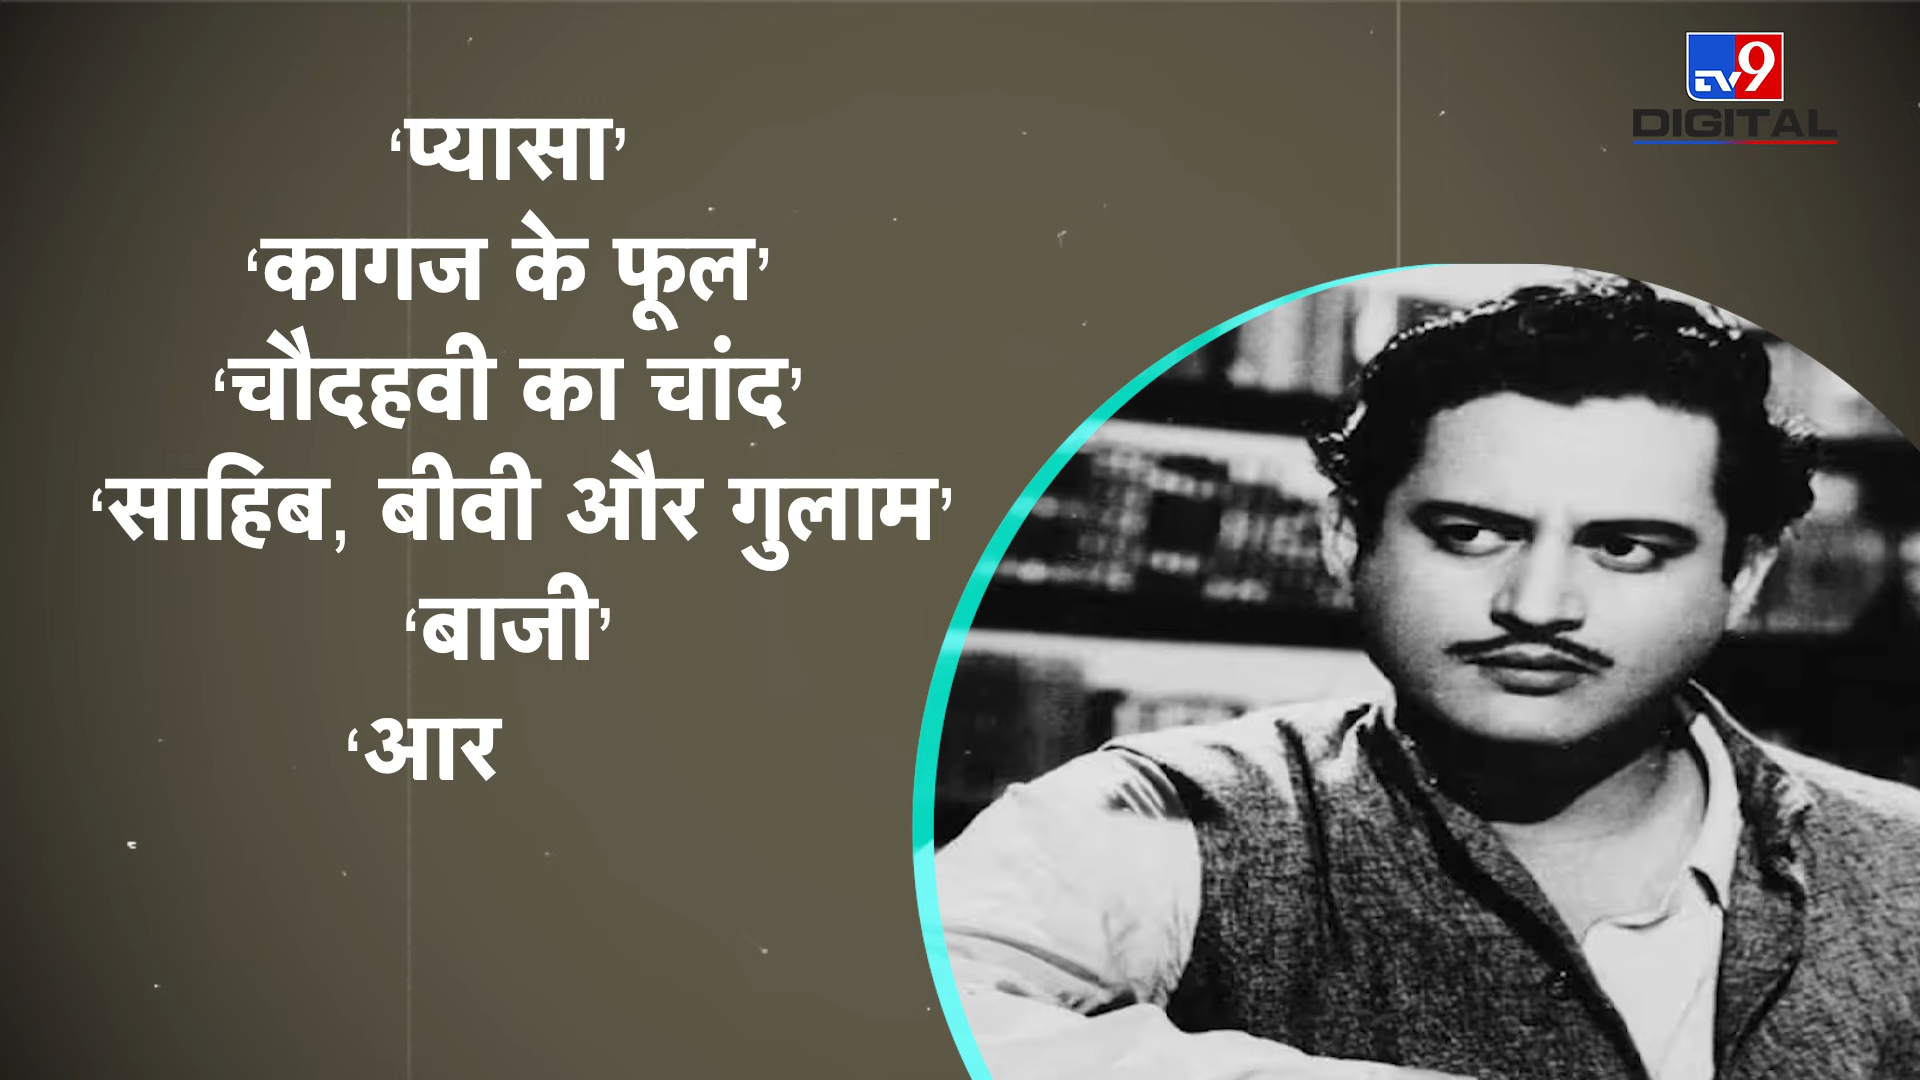 TV9
DIGITAL
‘प्यासा’
‘कागज के फूल’
‘चौदहवी का चांद’
‘साहिब, बीवी और गुलाम’
‘बाजी’
‘आर